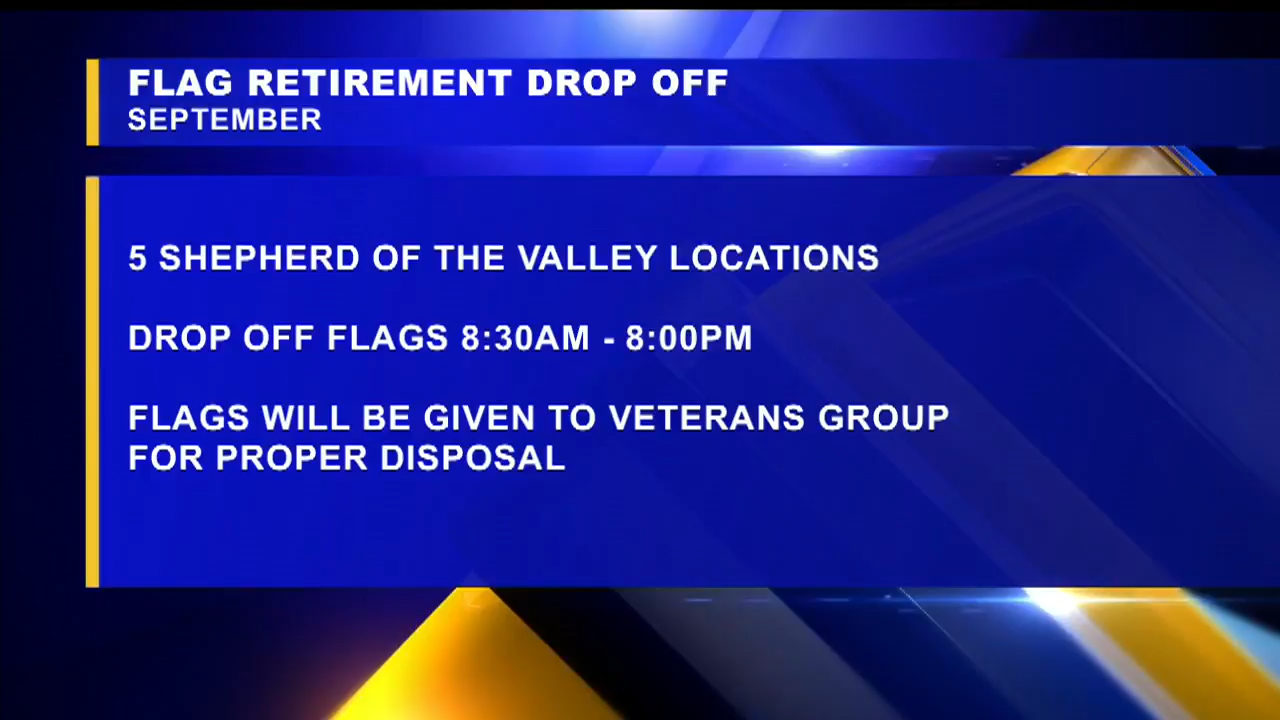 FLAG RETIREMENT DROP OFF
SEPTEMBER
5 SHEPHERD OF THE VALLEY LOCATIONS
DROP OFF FLAGS 8:30AM - 8:00PM
FLAGS WILL BE GIVEN TO VETERANS GROUP
FOR PROPER DISPOSAL